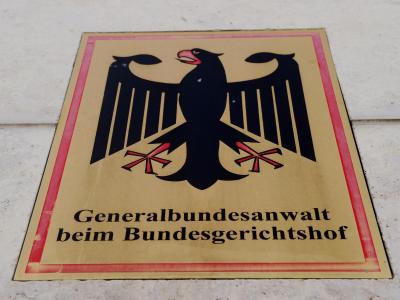 Generalbundesanwalt
beim Bundesgerichtshof